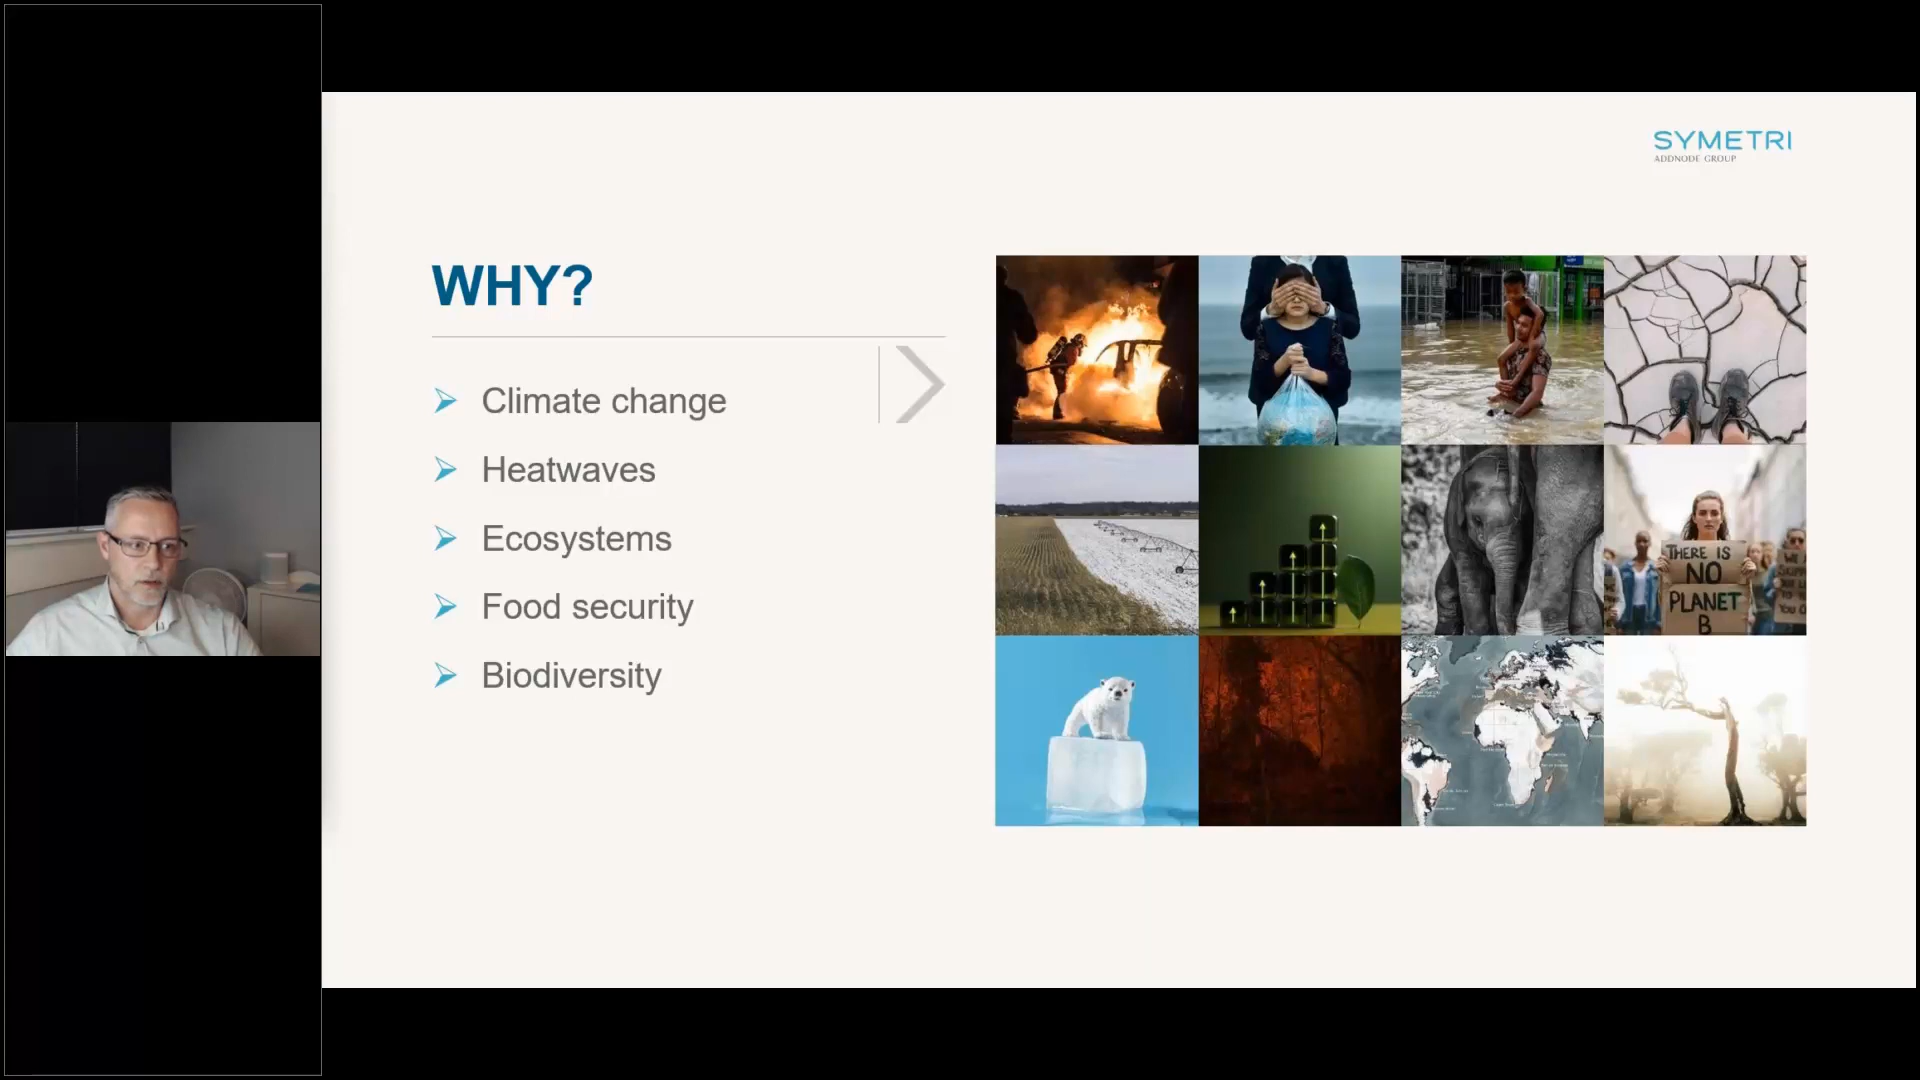 SYMETRI
ADDNODE GROUP
WHY?
Climate change
Heatwaves
Ecosystems
Food security
Biodiversity
THERE IS
NO
PLANET
B